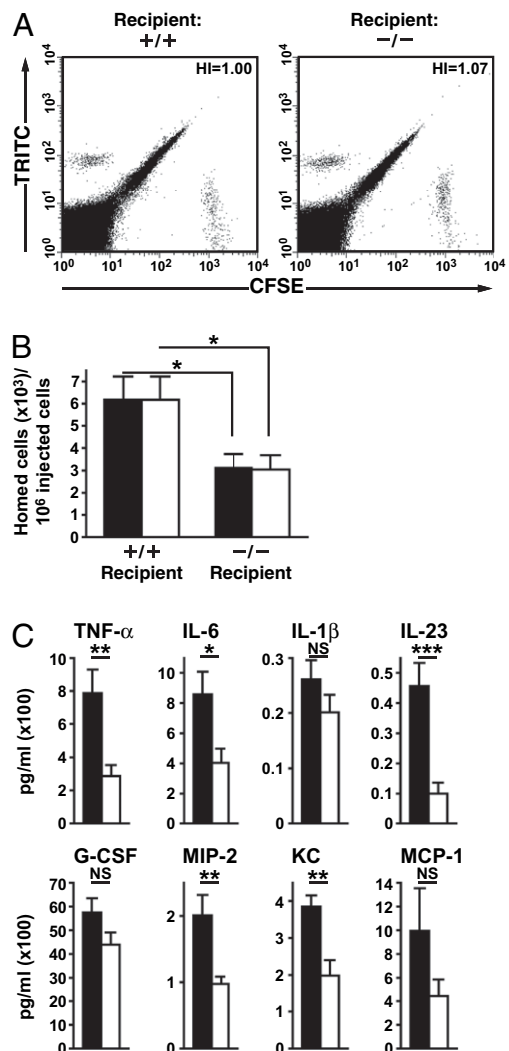 A
Recipient: Recipient:
+/+ −/−
HI=1.00 HI=1.07
TRITC
10⁴ 10³ 10² 10¹ 10⁰
10⁰ 10¹ 10² 10³ 10⁴ 10⁰ 10¹ 10² 10³ 10⁴
CFSE
B
Homed cells (x10³)/
10⁶ injected cells
7
6
5
4
3
2
1
0
* *
+/+ −/−
Recipient Recipient
C
TNF-α IL-6 IL-1β IL-23
** * NS ***
pg/ml (x100)
10 8 6 4 2 0
10 8 6 4 2 0
0.3 0.2 0.1 0
0.5 0.4 0.3 0.2 0.1 0
G-CSF MIP-2 KC MCP-1
NS ** ** NS
pg/ml (x100)
70 60 50 40 30 20 10 0
2 1 0
4 3 2 1 0
14 12 10 8 6 4 2 0